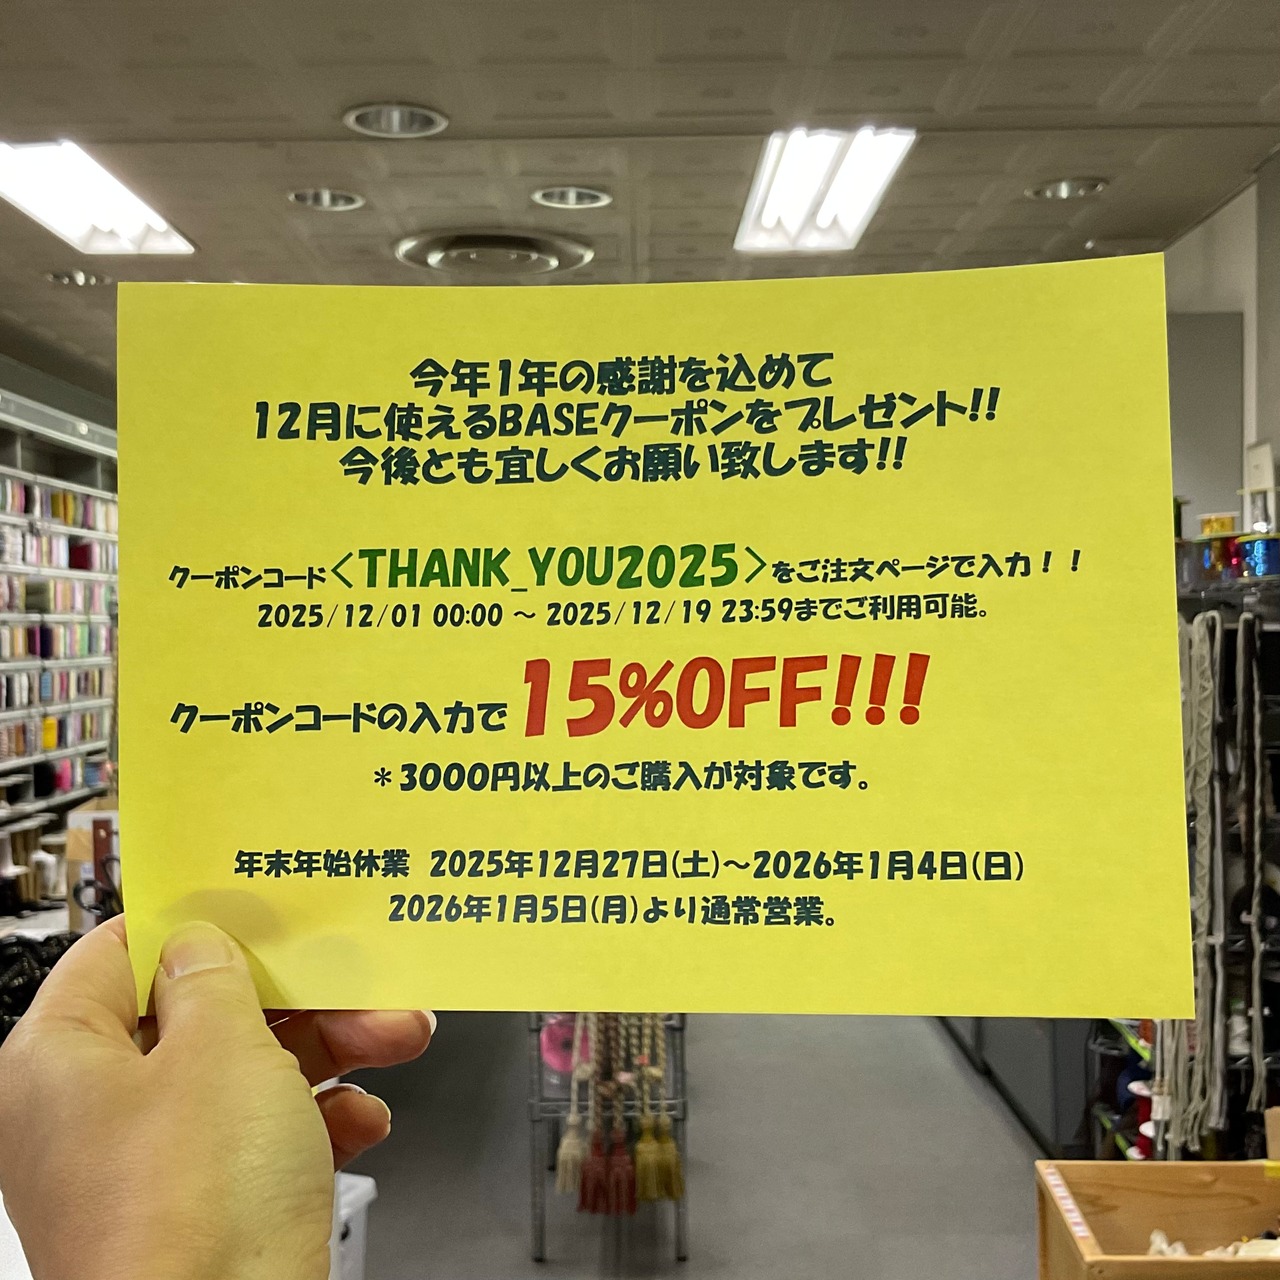 今年1年の感謝を込めて
12月に使えるBASEクーポンをプレゼント!!
今後とも宜しくお願い致します!!
クーポンコード<THANK_YOU2025>をご注文ページで入力！！
2025/12/01 00:00 ～ 2025/12/19 23:59までご利用可能。
クーポンコードの入力で 15%OFF!!!
＊3000円以上のご購入が対象です。
年末年始休業 2025年12月27日(土)～2026年1月4日(日)
2026年1月5日(月)より通常営業。